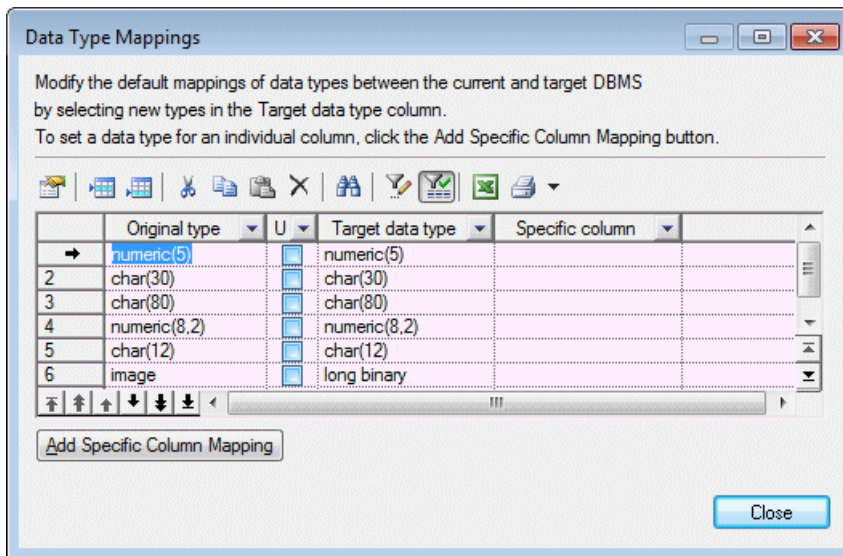 Data Type Mappings
Modify the default mappings of data types between the current and target DBMS
by selecting new types in the Target data type column.
To set a data type for an individual column, click the Add Specific Column Mapping button.
Original type U Target data type Specific column
numeric(5) numeric(5)
2 char(30) char(30)
3 char(80) char(80)
4 numeric(8,2) numeric(8,2)
5 char(12) char(12)
6 image long binary
Add Specific Column Mapping
Close